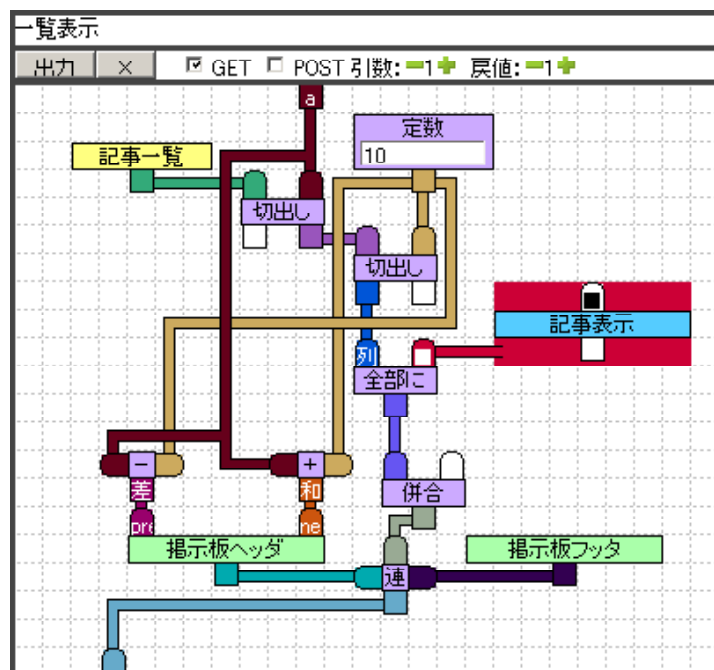 一覧表示
出力 × GET POST 引数: 1 戻値: 1
a
定数
10
記事一覧
切出し
切出し
記事表示
列
全部に
− +
差 和
併合
pre ne
掲示板ヘッダ 掲示板フッタ
連